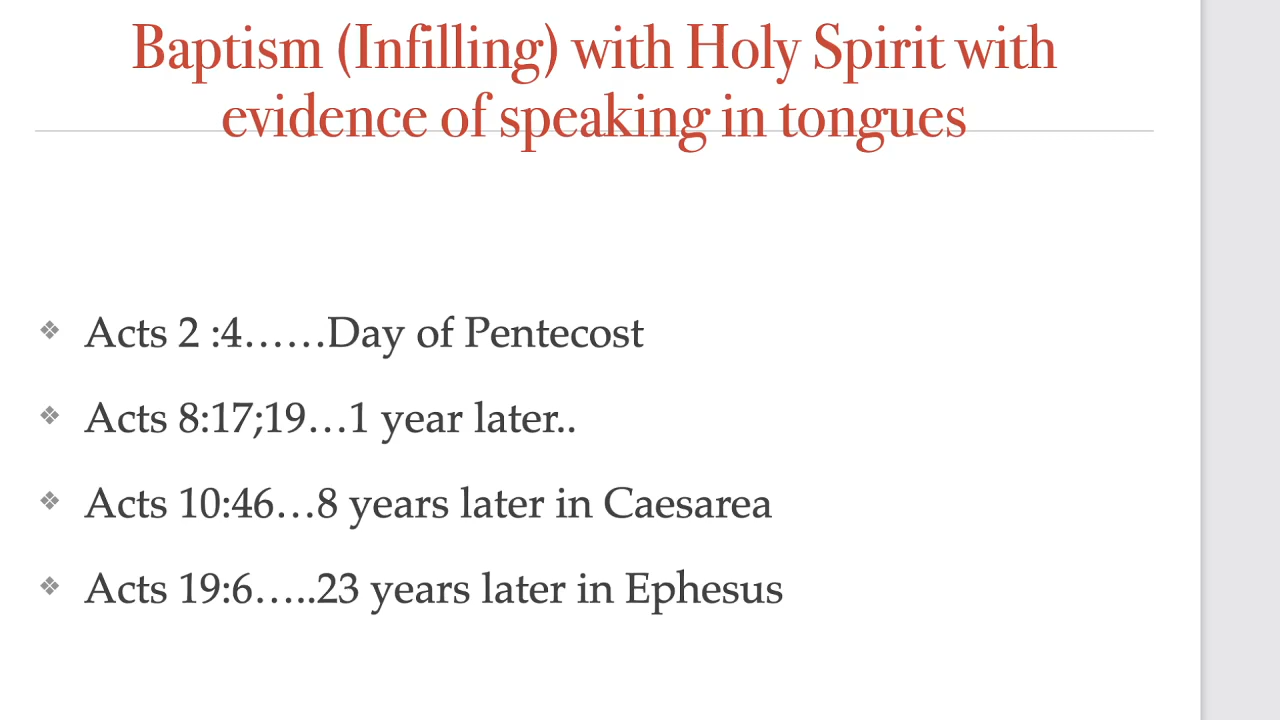 Baptism (Infilling) with Holy Spirit with
evidence of speaking in tongues
❖ Acts 2 :4......Day of Pentecost
❖ Acts 8:17;19...1 year later..
❖ Acts 10:46...8 years later in Caesarea
❖ Acts 19:6.....23 years later in Ephesus